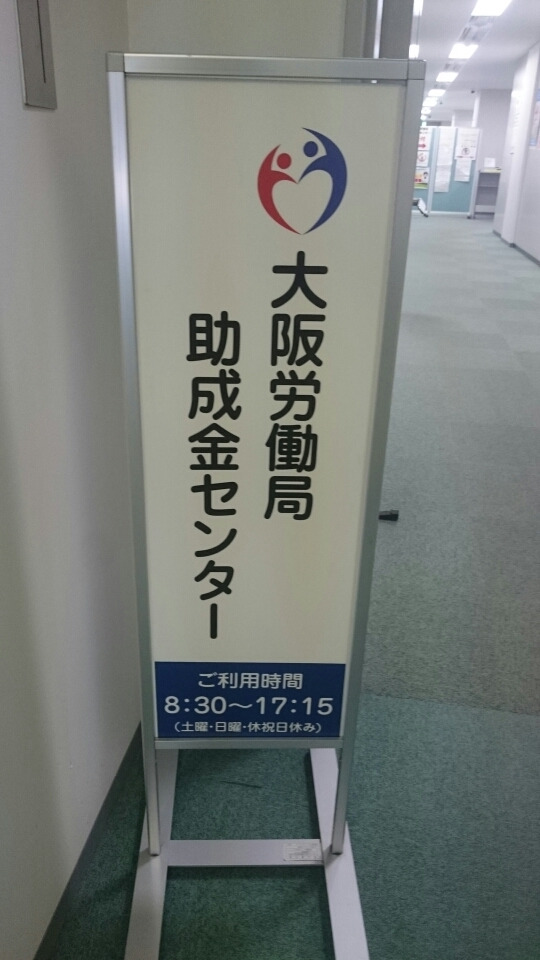 大阪労働局
助成金センター
ご利用時間
8:30～17:15
(土曜・日曜・休祝日休み)